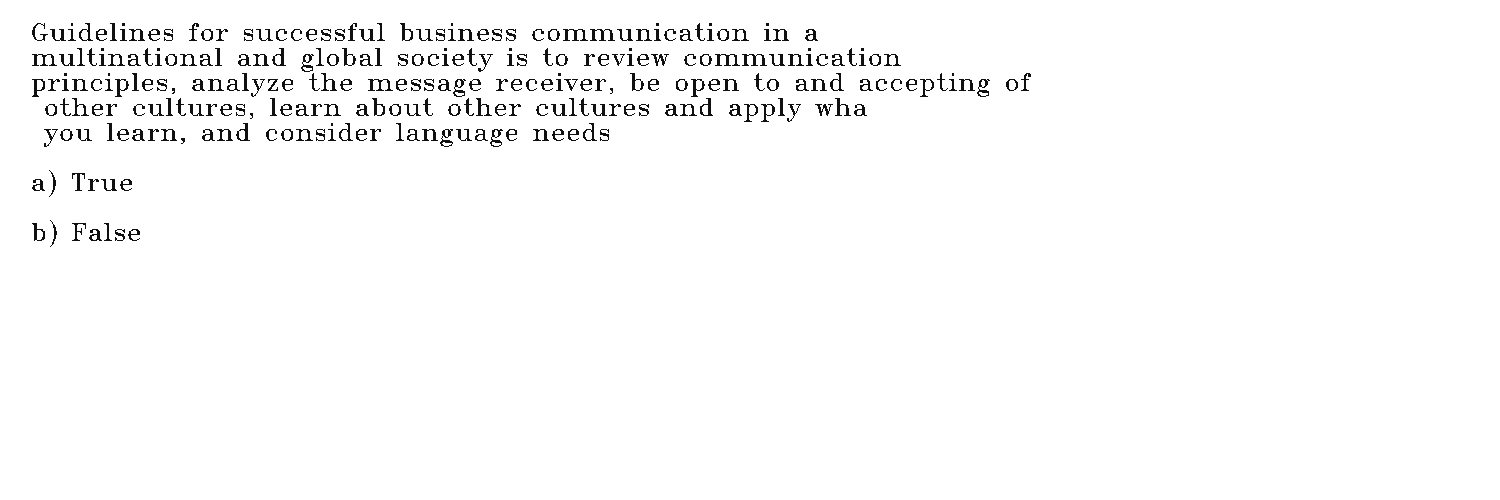 Guidelines for successful business communication in a
multinational and global society is to review communication
principles, analyze the message receiver, be open to and accepting of
other cultures, learn about other cultures and apply wha
you learn, and consider language needs
a) True
b) False